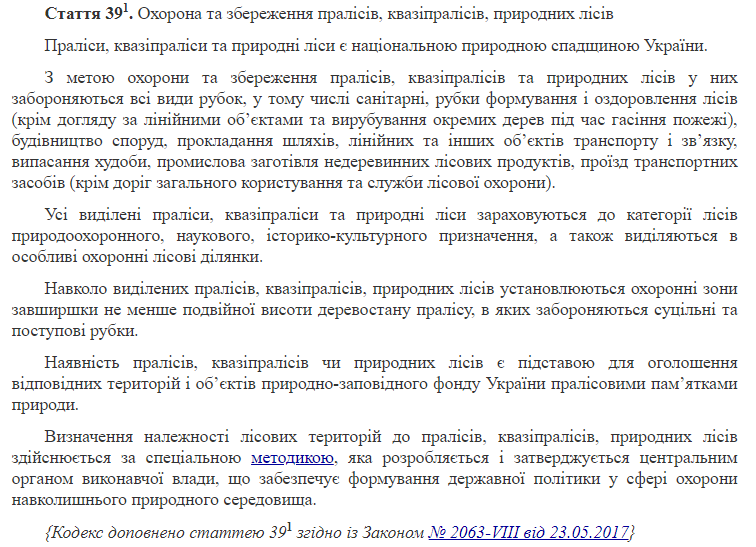 Стаття 39¹. Охорона та збереження пралісів, квазіпралісів, природних лісів
Праліси, квазіпраліси та природні ліси є національною природною спадщиною України.
З метою охорони та збереження пралісів, квазіпралісів та природних лісів у них
забороняються всі види рубок, у тому числі санітарні, рубки формування і оздоровлення лісів
(крім догляду за лінійними об’єктами та вирубування окремих дерев під час гасіння пожежі),
будівництво споруд, прокладання шляхів, лінійних та інших об’єктів транспорту і зв’язку,
випасання худоби, промислова заготівля недеревинних лісових продуктів, проїзд транспортних
засобів (крім доріг загального користування та служби лісової охорони).
Усі виділені праліси, квазіпраліси та природні ліси зараховуються до категорії лісів
природоохоронного, наукового, історико-культурного призначення, а також виділяються в
особливі охоронні лісові ділянки.
Навколо виділених пралісів, квазіпралісів, природних лісів установлюються охоронні зони
завширшки не менше подвійної висоти деревостану пралісу, в яких забороняються суцільні та
поступові рубки.
Наявність пралісів, квазіпралісів чи природних лісів є підставою для оголошення
відповідних територій і об’єктів природно-заповідного фонду України пралісовими пам’ятками
природи.
Визначення належності лісових територій до пралісів, квазіпралісів, природних лісів
здійснюється за спеціальною методикою, яка розробляється і затверджується центральним
органом виконавчої влади, що забезпечує формування державної політики у сфері охорони
навколишнього природного середовища.
{Кодекс доповнено статтею 39¹ згідно із Законом № 2063-VIII від 23.05.2017}